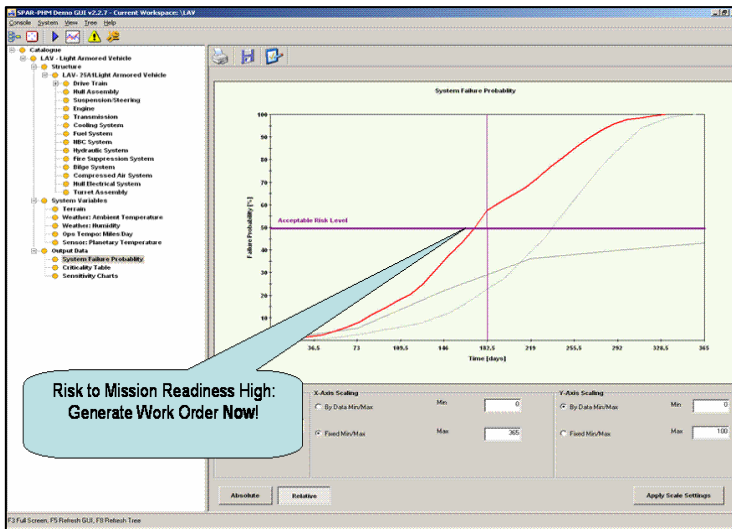 SPAR-PHM Demo GUI v2.2.7 - Current Workspace: \LAV
Console System View Tree Help
Catalogue
LAV - Light Armored Vehicle
Structure
LAV- 25A1Light Armored Vehicle
Drive Train
Hull Assembly
Suspension/Steering
Engine
Transmission
Cooling System
Fuel System
NBC System
Hydraulic System
Fire Suppression System
Bilge System
Compressed Air System
Hull Electrical System
Turret Assembly
System Variables
Terrain
Weather: Ambient Temperature
Weather: Humidity
Ops Tempo: Miles/Day
Sensor: Planetary Temperature
Output Data
System Failure Probablity
Criticality Table
Sensitivity Charts
System Failure Probablity
Failure Probability [%]
100
90
80
70
60
50
40
30
20
10
Acceptable Risk Level
36.5 73 109.5 146 182.5 219 255.5 292 328.5 365
Time [days]
Risk to Mission Readiness High:
Generate Work Order Now!
X-Axis Scaling
By Data Min/Max Min 0
Fixed Min/Max Max 365
Y-Axis Scaling
By Data Min/Max Min 0
Fixed Min/Max Max 100
Absolute Relative Apply Scale Settings
F3 Full Screen, F5 Refresh GUI, F8 Refresh Tree